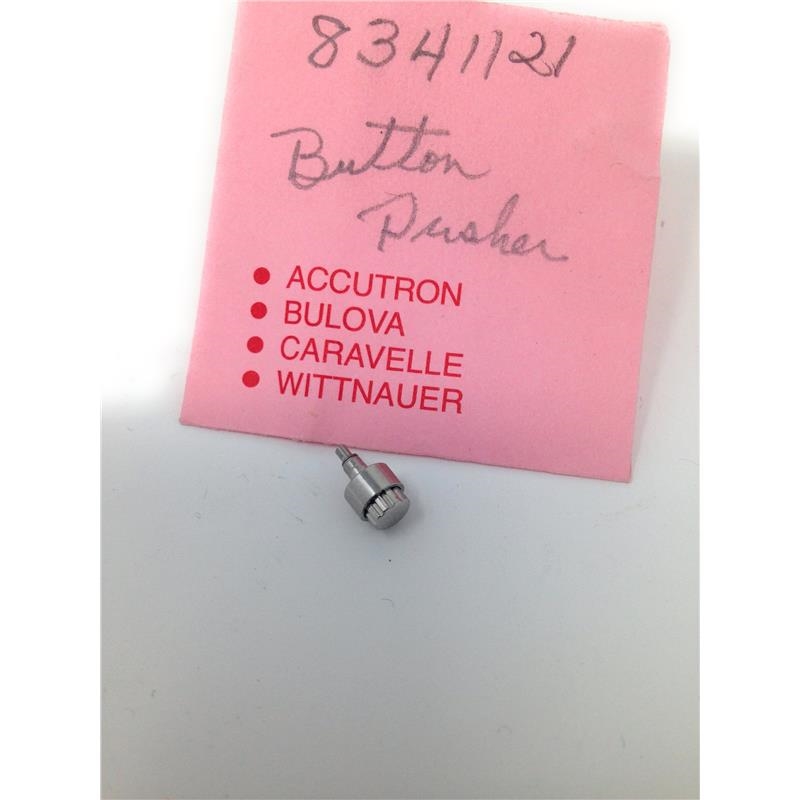 8341121
Button
Pusher
• ACCUTRON
• BULOVA
• CARAVELLE
• WITTNAUER